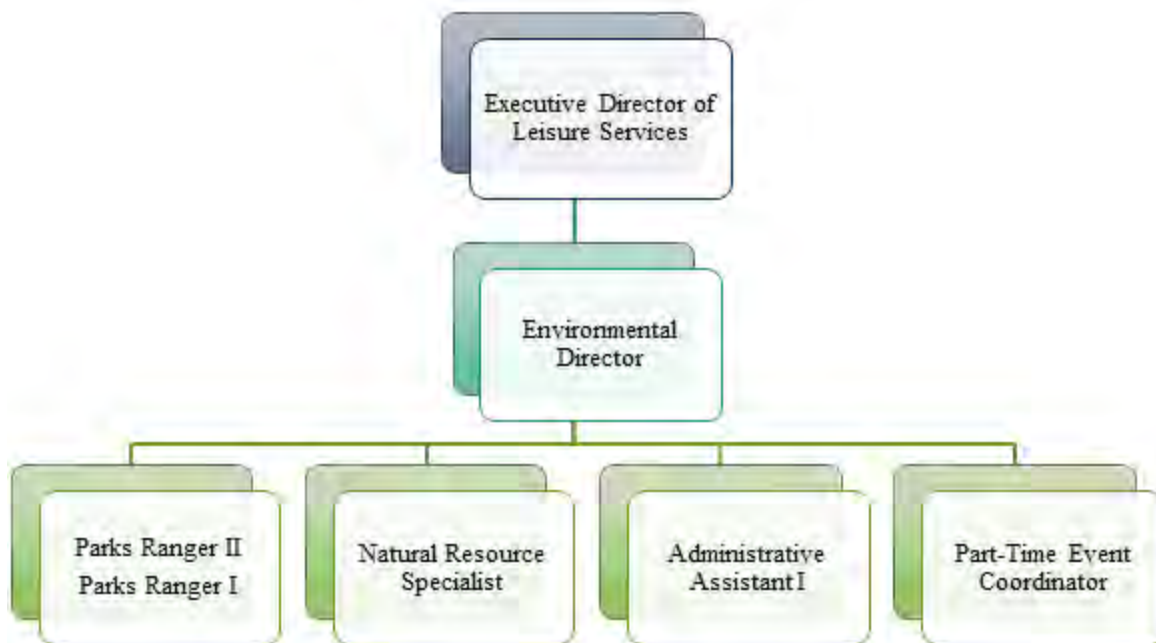 Executive Director of
Leisure Services
Environmental
Director
Parks Ranger II
Parks Ranger I
Natural Resource
Specialist
Administrative
Assistant I
Part-Time Event
Coordinator